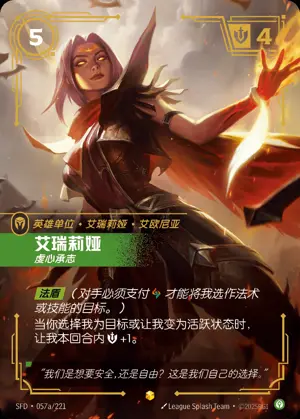 5
4
英雄单位·艾瑞莉娅·艾欧尼亚
艾瑞莉娅
虚心承志
法盾 （对手必须支付 才能将我选作法术
或技能的目标。）
当你选择我为目标或让我变为活跃状态时，
让我本回合内 +1。
“我们是想要安全，还是自由？这是我们自己的选择。”
SFD · 057a/221
League Splash Team